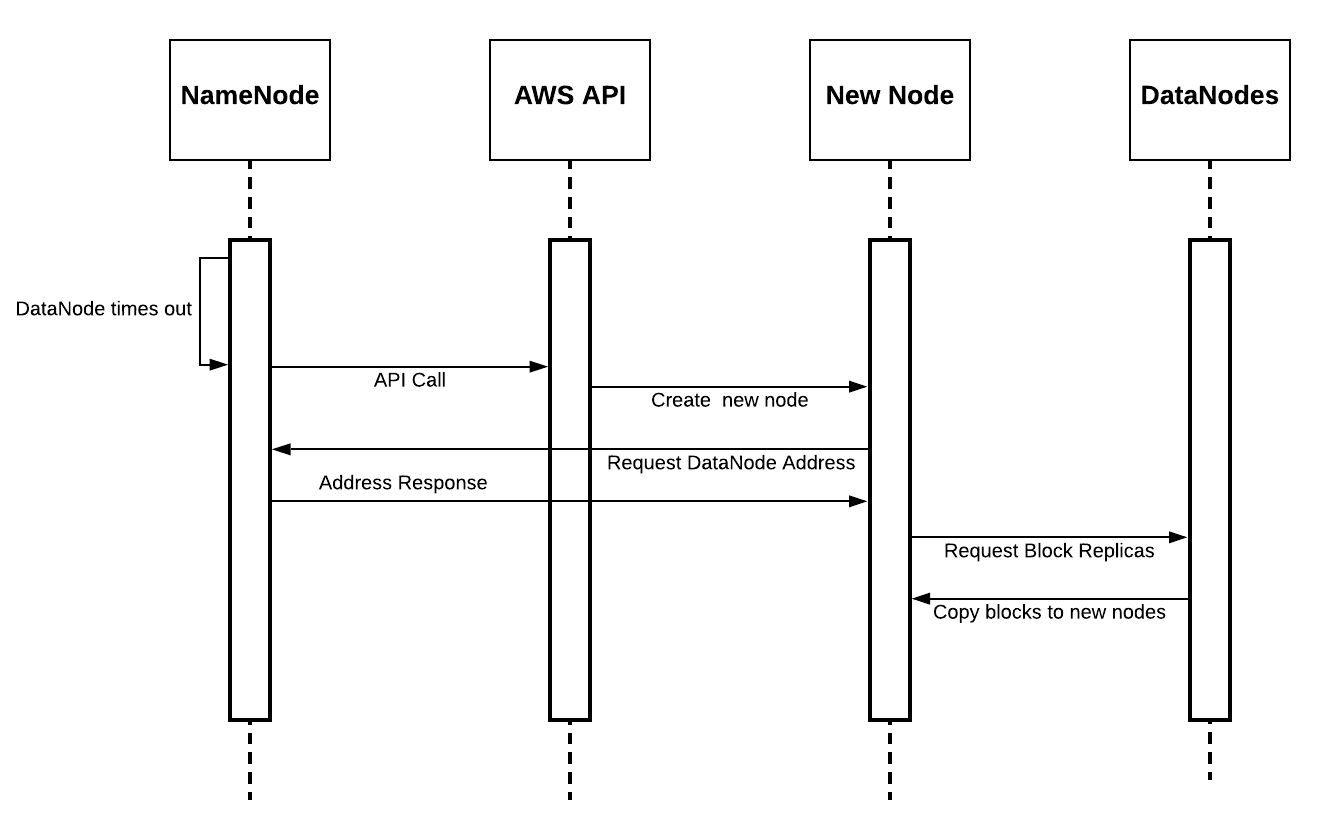 NameNode
AWS API
New Node
DataNodes
DataNode times out
API Call
Create  new node
Request DataNode Address
Address Response
Request Block Replicas
Copy blocks to new nodes